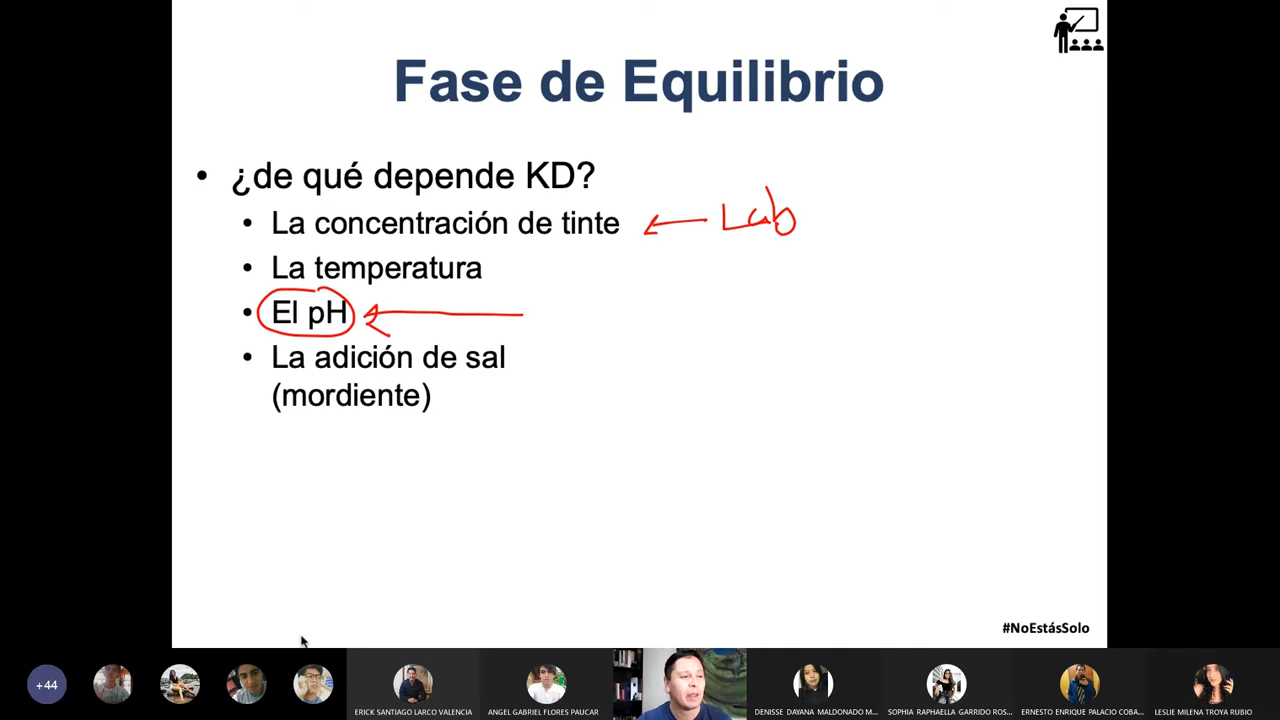 Fase de Equilibrio
• ¿de qué depende KD?
• La concentración de tinte ← Lab
• La temperatura
• El pH
• La adición de sal
(mordiente)
#NoEstásSolo
+44
ERICK SANTIAGO LARCO VALENCIA
ANGEL GABRIEL FLORES PAUCAR
DENISSE DAYANA MALDONADO M...
SOPHIA RAPHAELLA GARRIDO ROS...
ERNESTO ENRIQUE PALACIO COBA...
LESLIE MILENA TROYA RUBIO